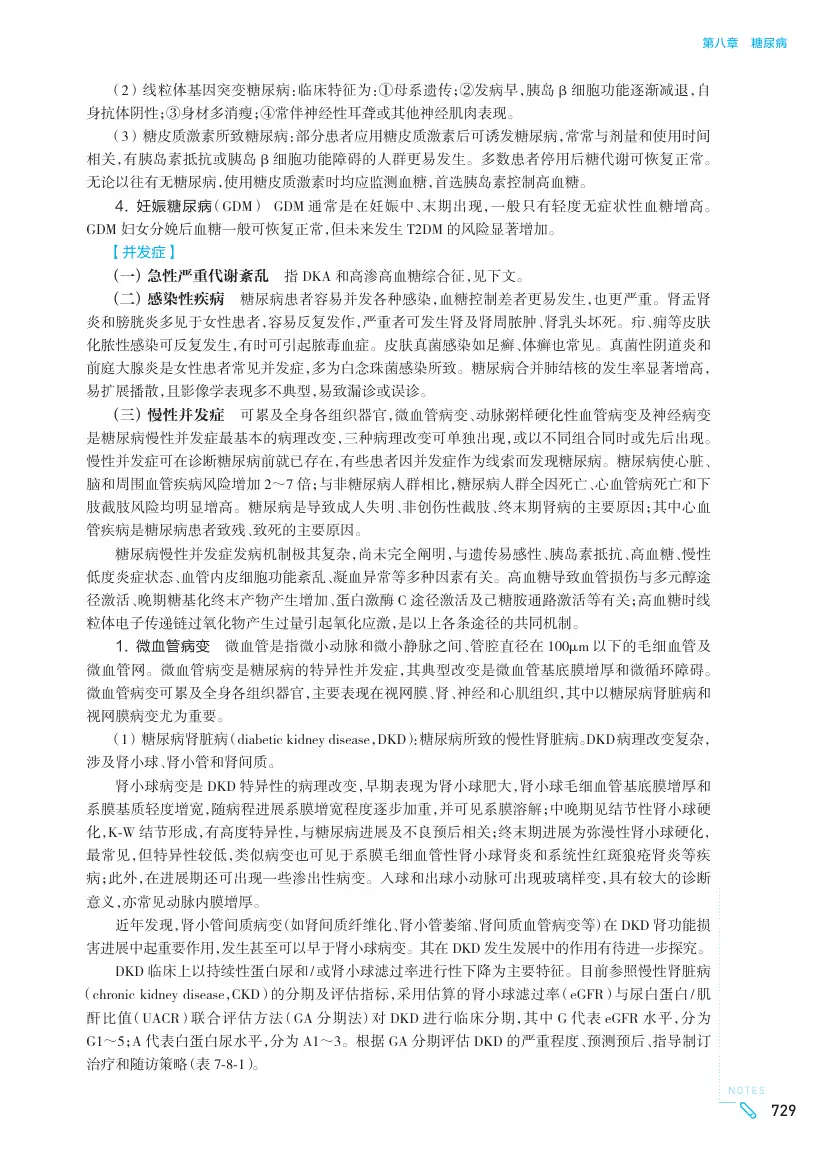 第八章 糖尿病
（2）线粒体基因突变糖尿病:临床特征为:①母系遗传;②发病早,胰岛 β 细胞功能逐渐减退,自
身抗体阴性;③身材多消瘦;④常伴神经性耳聋或其他神经肌肉表现。
（3）糖皮质激素所致糖尿病:部分患者应用糖皮质激素后可诱发糖尿病,常常与剂量和使用时间
相关,有胰岛素抵抗或胰岛 β 细胞功能障碍的人群更易发生。多数患者停用后糖代谢可恢复正常。
无论以往有无糖尿病,使用糖皮质激素时均应监测血糖,首选胰岛素控制高血糖。
4. 妊娠糖尿病（GDM） GDM 通常是在妊娠中、末期出现,一般只有轻度无症状性血糖增高。
GDM 妇女分娩后血糖一般可恢复正常,但未来发生 T2DM 的风险显著增加。
【并发症】
（一）急性严重代谢紊乱 指 DKA 和高渗高血糖综合征,见下文。
（二）感染性疾病 糖尿病患者容易并发各种感染,血糖控制差者更易发生,也更严重。肾盂肾
炎和膀胱炎多见于女性患者,容易反复发作,严重者可发生肾及肾周脓肿、肾乳头坏死。疖、痈等皮肤
化脓性感染可反复发生,有时可引起脓毒血症。皮肤真菌感染如足癣、体癣也常见。真菌性阴道炎和
前庭大腺炎是女性患者常见并发症,多为白念珠菌感染所致。糖尿病合并肺结核的发生率显著增高,
易扩展播散,且影像学表现多不典型,易致漏诊或误诊。
（三）慢性并发症 可累及全身各组织器官,微血管病变、动脉粥样硬化性血管病变及神经病变
是糖尿病慢性并发症最基本的病理改变,三种病理改变可单独出现,或以不同组合同时或先后出现。
慢性并发症可在诊断糖尿病前就已存在,有些患者因并发症作为线索而发现糖尿病。糖尿病使心脏、
脑和周围血管疾病风险增加 2～7 倍;与非糖尿病人群相比,糖尿病人群全因死亡、心血管病死亡和下
肢截肢风险均明显增高。糖尿病是导致成人失明、非创伤性截肢、终末期肾病的主要原因;其中心血
管疾病是糖尿病患者致残、致死的主要原因。
糖尿病慢性并发症发病机制极其复杂,尚未完全阐明,与遗传易感性、胰岛素抵抗、高血糖、慢性
低度炎症状态、血管内皮细胞功能紊乱、凝血异常等多种因素有关。高血糖导致血管损伤与多元醇途
径激活、晚期糖基化终末产物产生增加、蛋白激酶 C 途径激活及己糖胺通路激活等有关;高血糖时线
粒体电子传递链过氧化物产生过量引起氧化应激,是以上各条途径的共同机制。
1. 微血管病变 微血管是指微小动脉和微小静脉之间、管腔直径在 100μm 以下的毛细血管及
微血管网。微血管病变是糖尿病的特异性并发症,其典型改变是微血管基底膜增厚和微循环障碍。
微血管病变可累及全身各组织器官,主要表现在视网膜、肾、神经和心肌组织,其中以糖尿病肾脏病和
视网膜病变尤为重要。
（1）糖尿病肾脏病（diabetic kidney disease,DKD）:糖尿病所致的慢性肾脏病。DKD病理改变复杂,
涉及肾小球、肾小管和肾间质。
肾小球病变是 DKD 特异性的病理改变,早期表现为肾小球肥大,肾小球毛细血管基底膜增厚和
系膜基质轻度增宽,随病程进展系膜增宽程度逐步加重,并可见系膜溶解;中晚期见结节性肾小球硬
化,K-W 结节形成,有高度特异性,与糖尿病进展及不良预后相关;终末期进展为弥漫性肾小球硬化,
最常见,但特异性较低,类似病变也可见于系膜毛细血管性肾小球肾炎和系统性红斑狼疮肾炎等疾
病;此外,在进展期还可出现一些渗出性病变。入球和出球小动脉可出现玻璃样变,具有较大的诊断
意义,亦常见动脉内膜增厚。
近年发现,肾小管间质病变（如肾间质纤维化、肾小管萎缩、肾间质血管病变等）在 DKD 肾功能损
害进展中起重要作用,发生甚至可以早于肾小球病变。其在 DKD 发生发展中的作用有待进一步探究。
DKD 临床上以持续性蛋白尿和/或肾小球滤过率进行性下降为主要特征。目前参照慢性肾脏病
（chronic kidney disease,CKD）的分期及评估指标,采用估算的肾小球滤过率（eGFR）与尿白蛋白/肌
酐比值（UACR）联合评估方法（GA 分期法）对 DKD 进行临床分期,其中 G 代表 eGFR 水平,分为
G1～5;A 代表白蛋白尿水平,分为 A1～3。根据 GA 分期评估 DKD 的严重程度、预测预后、指导制订
治疗和随访策略（表 7-8-1）。
NOTES
729